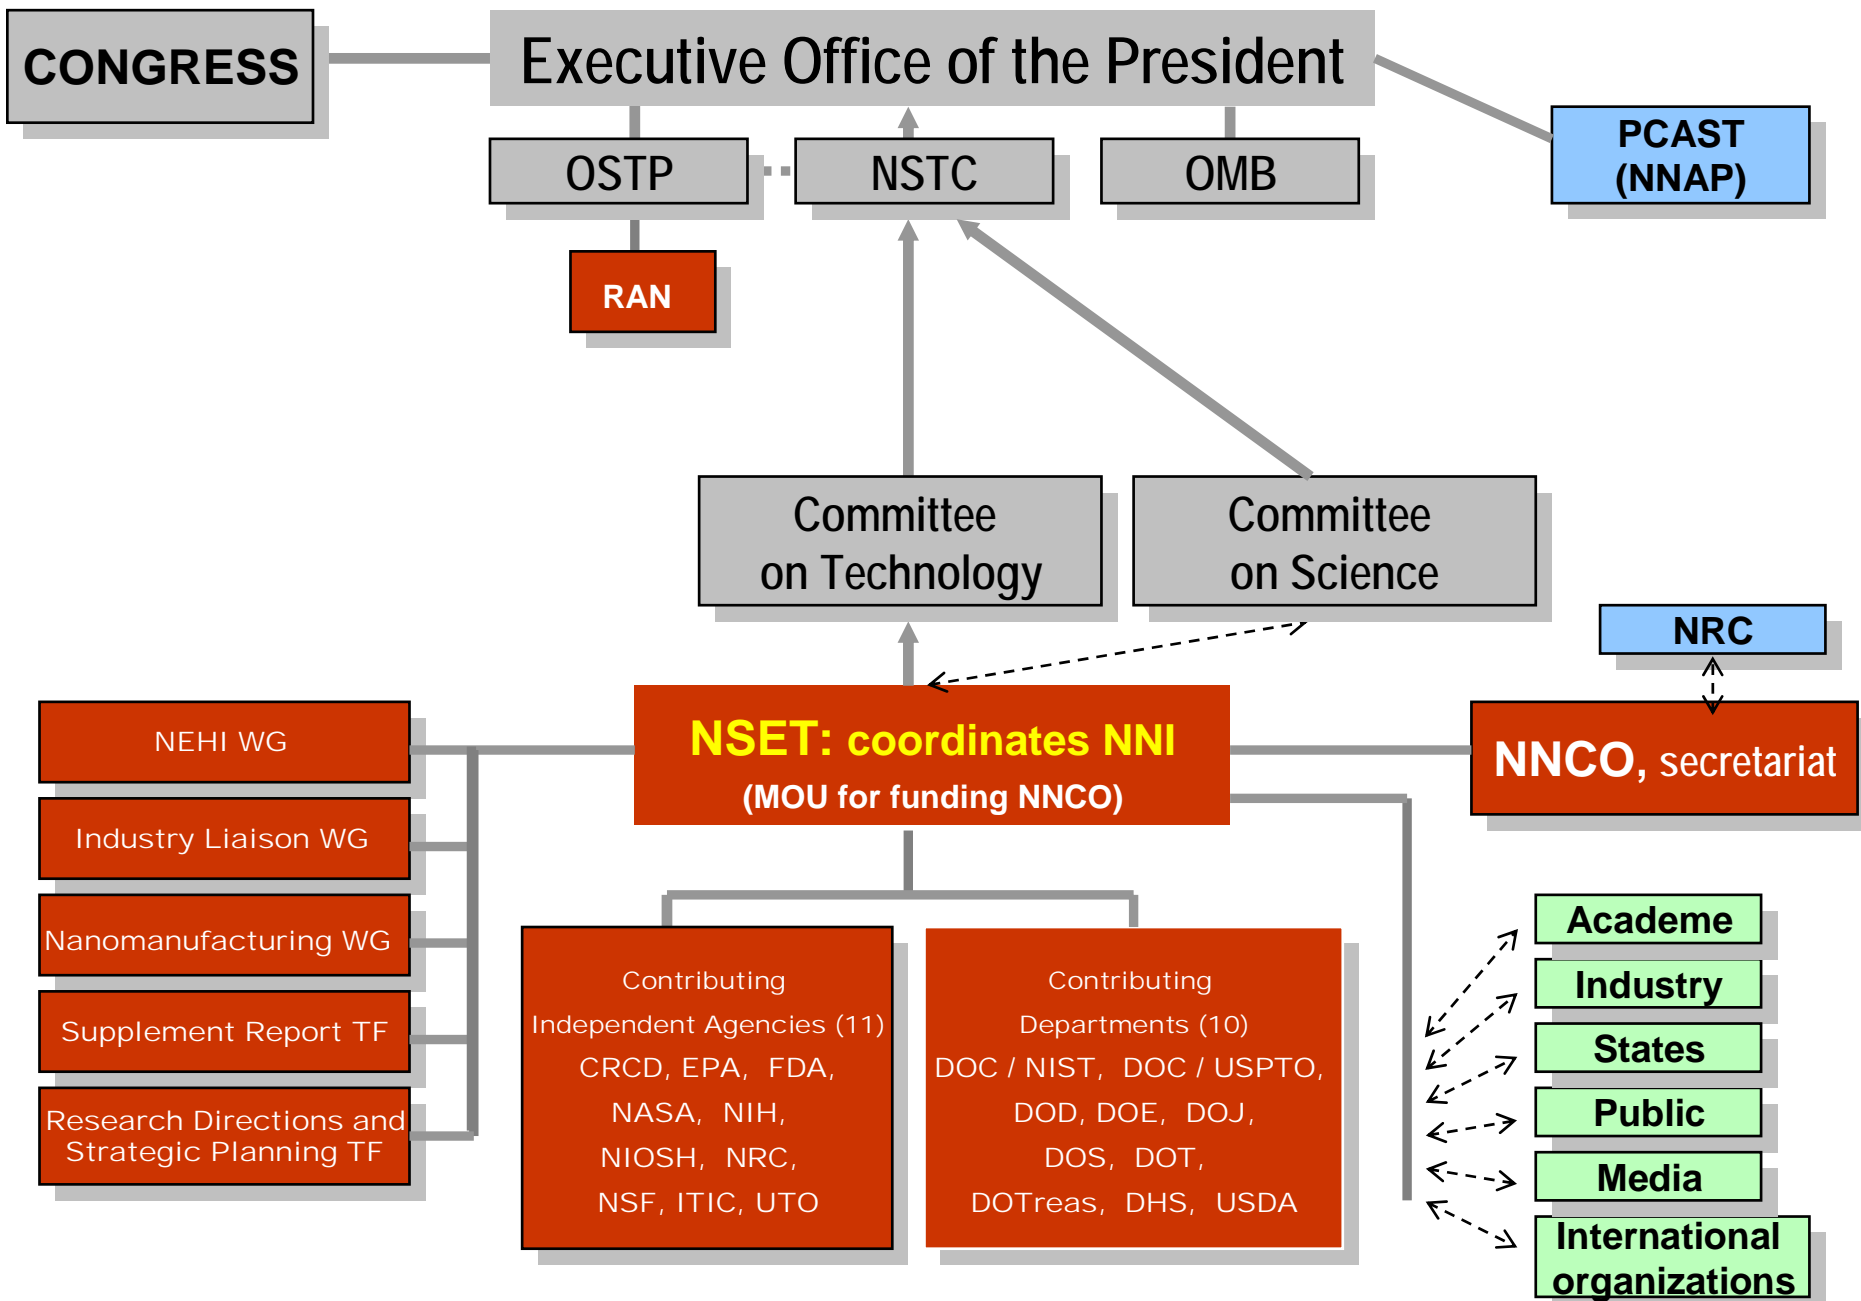 CONGRESS
Executive Office of the President
OSTP
NSTC
OMB
PCAST
(NNAP)
RAN
Committee
on Technology
Committee
on Science
NRC
NEHI WG
Industry Liaison WG
Nanomanufacturing WG
Supplement Report TF
Research Directions and
Strategic Planning TF
NSET: coordinates NNI
(MOU for funding NNCO)
NNCO, secretariat
Contributing
Independent Agencies (11)
CRCD, EPA, FDA,
NASA, NIH,
NIOSH, NRC,
NSF, ITIC, UTO
Contributing
Departments (10)
DOC / NIST, DOC / USPTO,
DOD, DOE, DOJ,
DOS, DOT,
DOTreas, DHS, USDA
Academe
Industry
States
Public
Media
International
organizations